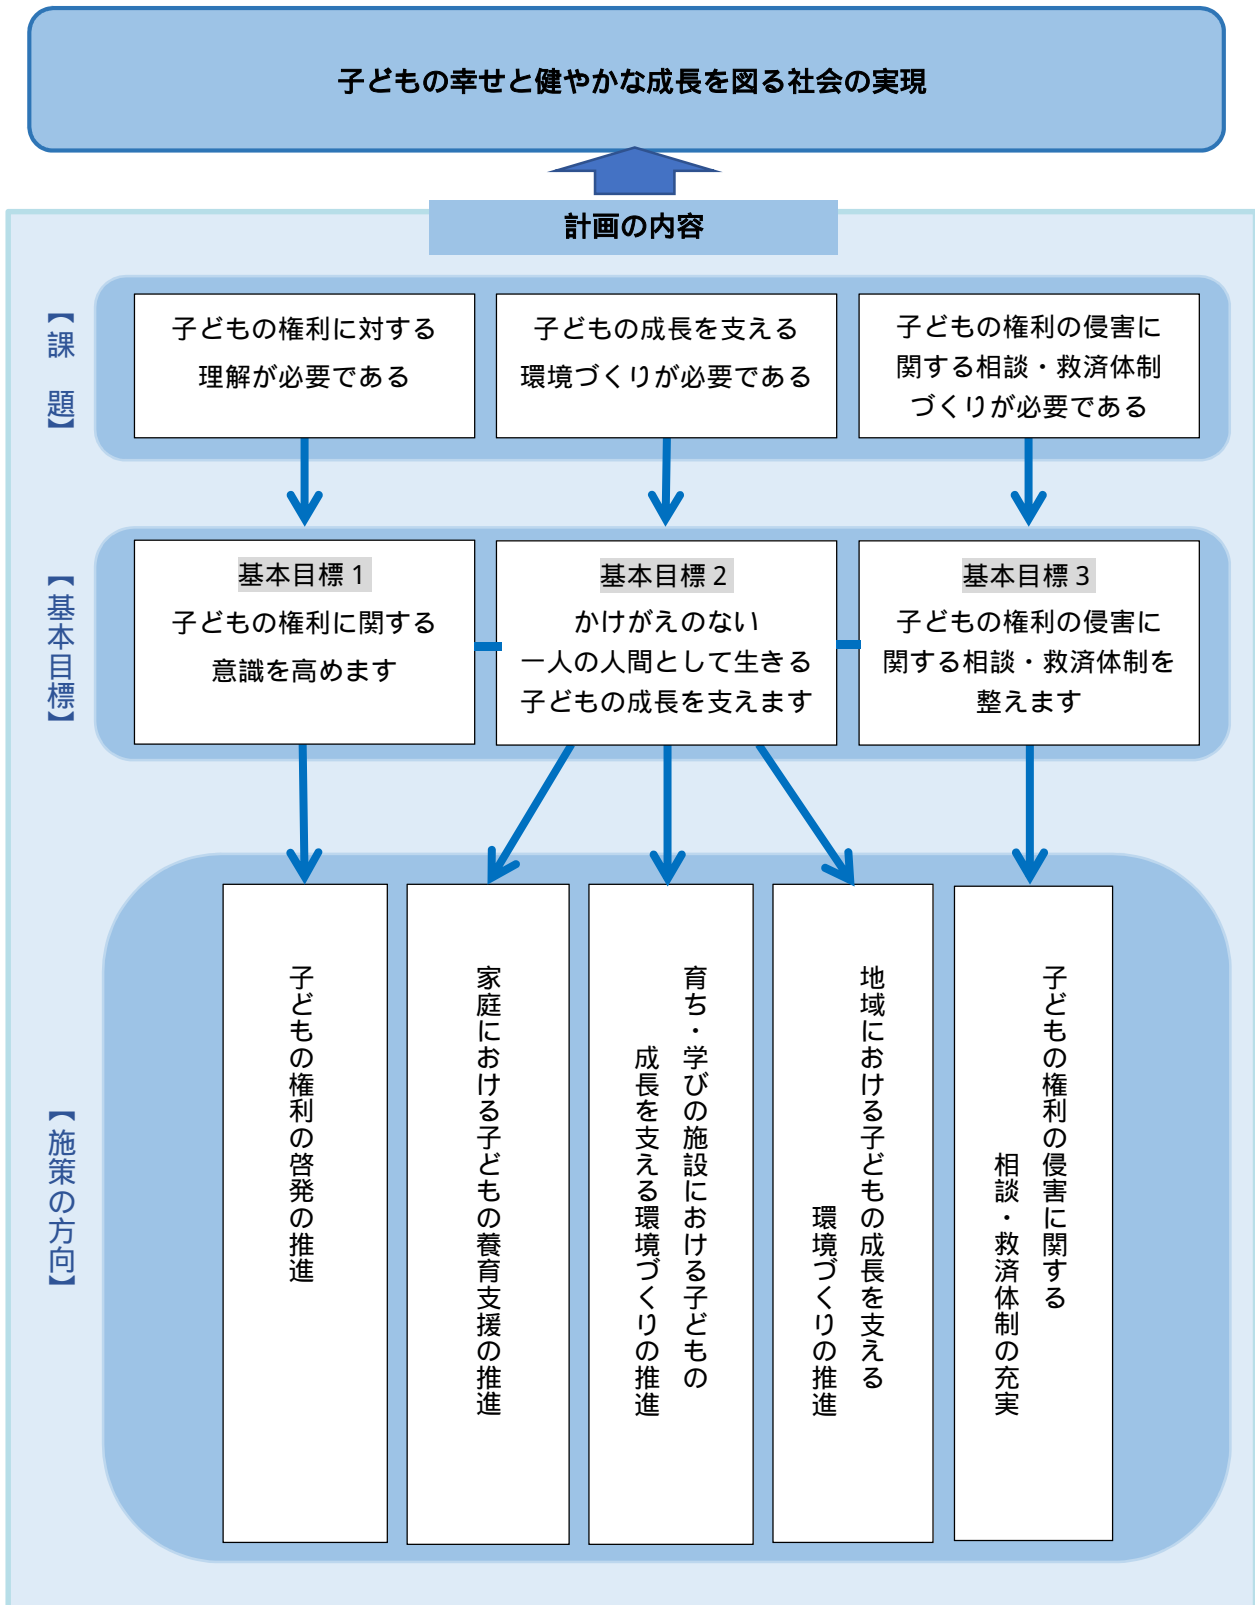 子どもの幸せと健やかな成長を図る社会の実現
計画の内容
【課　題】
子どもの権利に対する
理解が必要である
子どもの成長を支える
環境づくりが必要である
子どもの権利の侵害に
関する相談・救済体制
づくりが必要である
【基本目標】
基本目標1
子どもの権利に関する
意識を高めます
基本目標2
かけがえのない
一人の人間として生きる
子どもの成長を支えます
基本目標3
子どもの権利の侵害に
関する相談・救済体制を
整えます
【施策の方向】
子どもの権利の啓発の推進
家庭における子どもの養育支援の推進
育ち・学びの施設における子どもの
成長を支える環境づくりの推進
地域における子どもの成長を支える
環境づくりの推進
子どもの権利の侵害に関する
相談・救済体制の充実